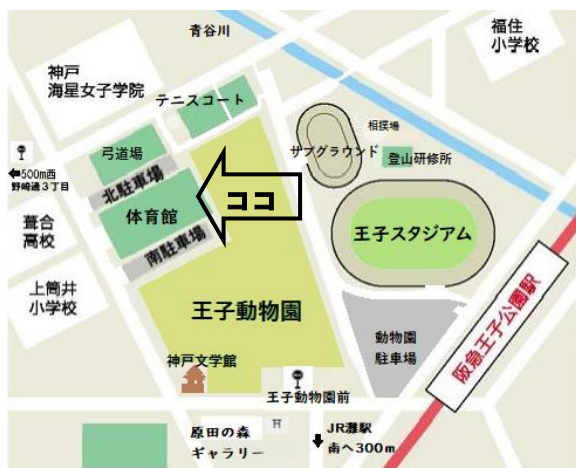 青谷川
福住
小学校
神戸
海星女子学院
テニスコート
相撲場
サブグラウンド
登山研修所
弓道場
←500m西
野崎通3丁目
北駐車場
ココ
体育館
葺合
高校
南駐車場
王子スタジアム
上筒井
小学校
王子動物園
動物園
駐車場
阪急王子公園駅
神戸文学館
王子動物園前
原田の森
ギャラリー
JR灘駅
南へ300m